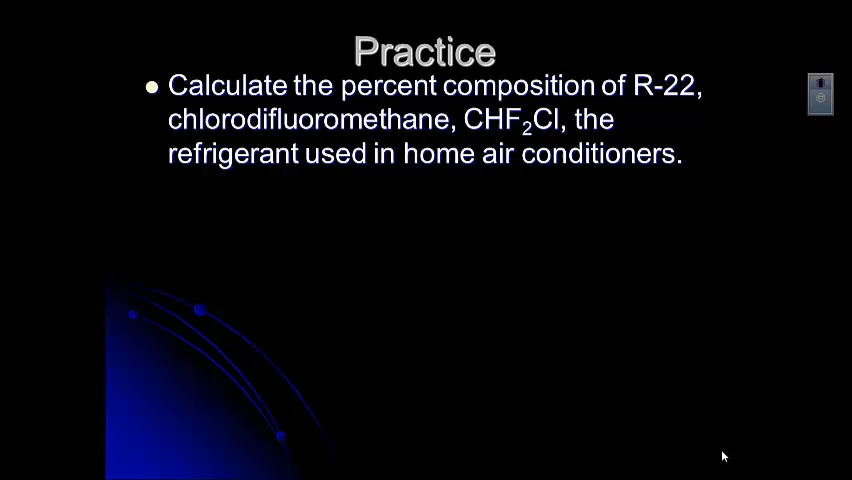 Practice
Calculate the percent composition of R-22,
chlorodifluoromethane, CHF₂Cl, the
refrigerant used in home air conditioners.